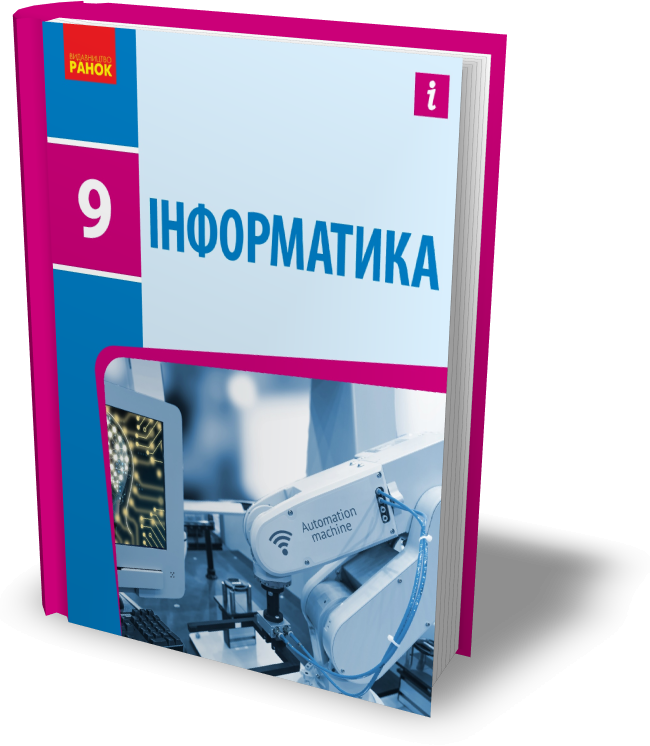 ВИДАВНИЦТВО
РАНОК
i
9
ІНФОРМАТИКА
Automation
machine